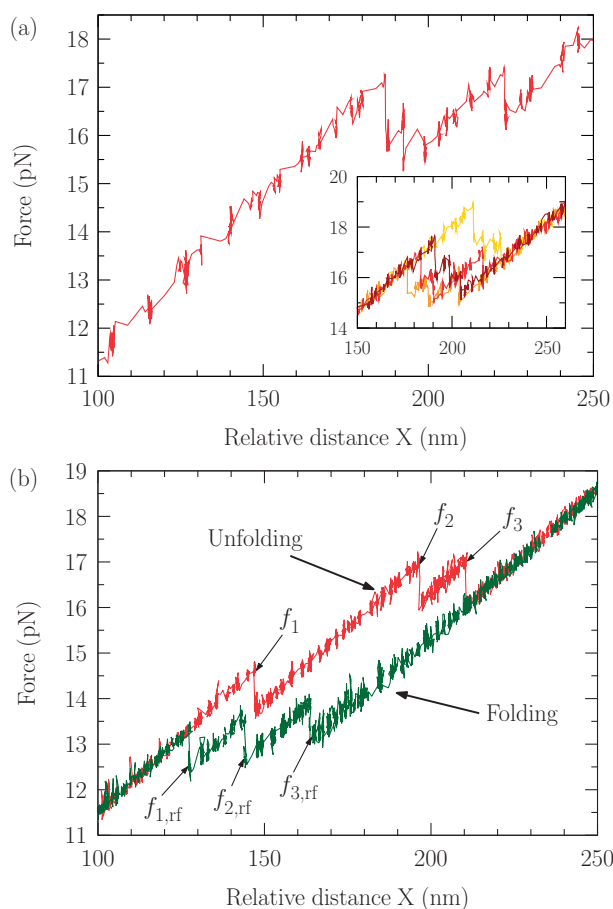 (a)
18
17
16
15
14
13
12
11
Force (pN)
20
18
16
14
150 200 250
100 150 200 250
Relative distance X (nm)
(b)
19
18
17
16
15
14
13
12
11
Force (pN)
Unfolding
f2
f3
f1
Folding
f1,rf
f2,rf
f3,rf
100 150 200 250
Relative distance X (nm)